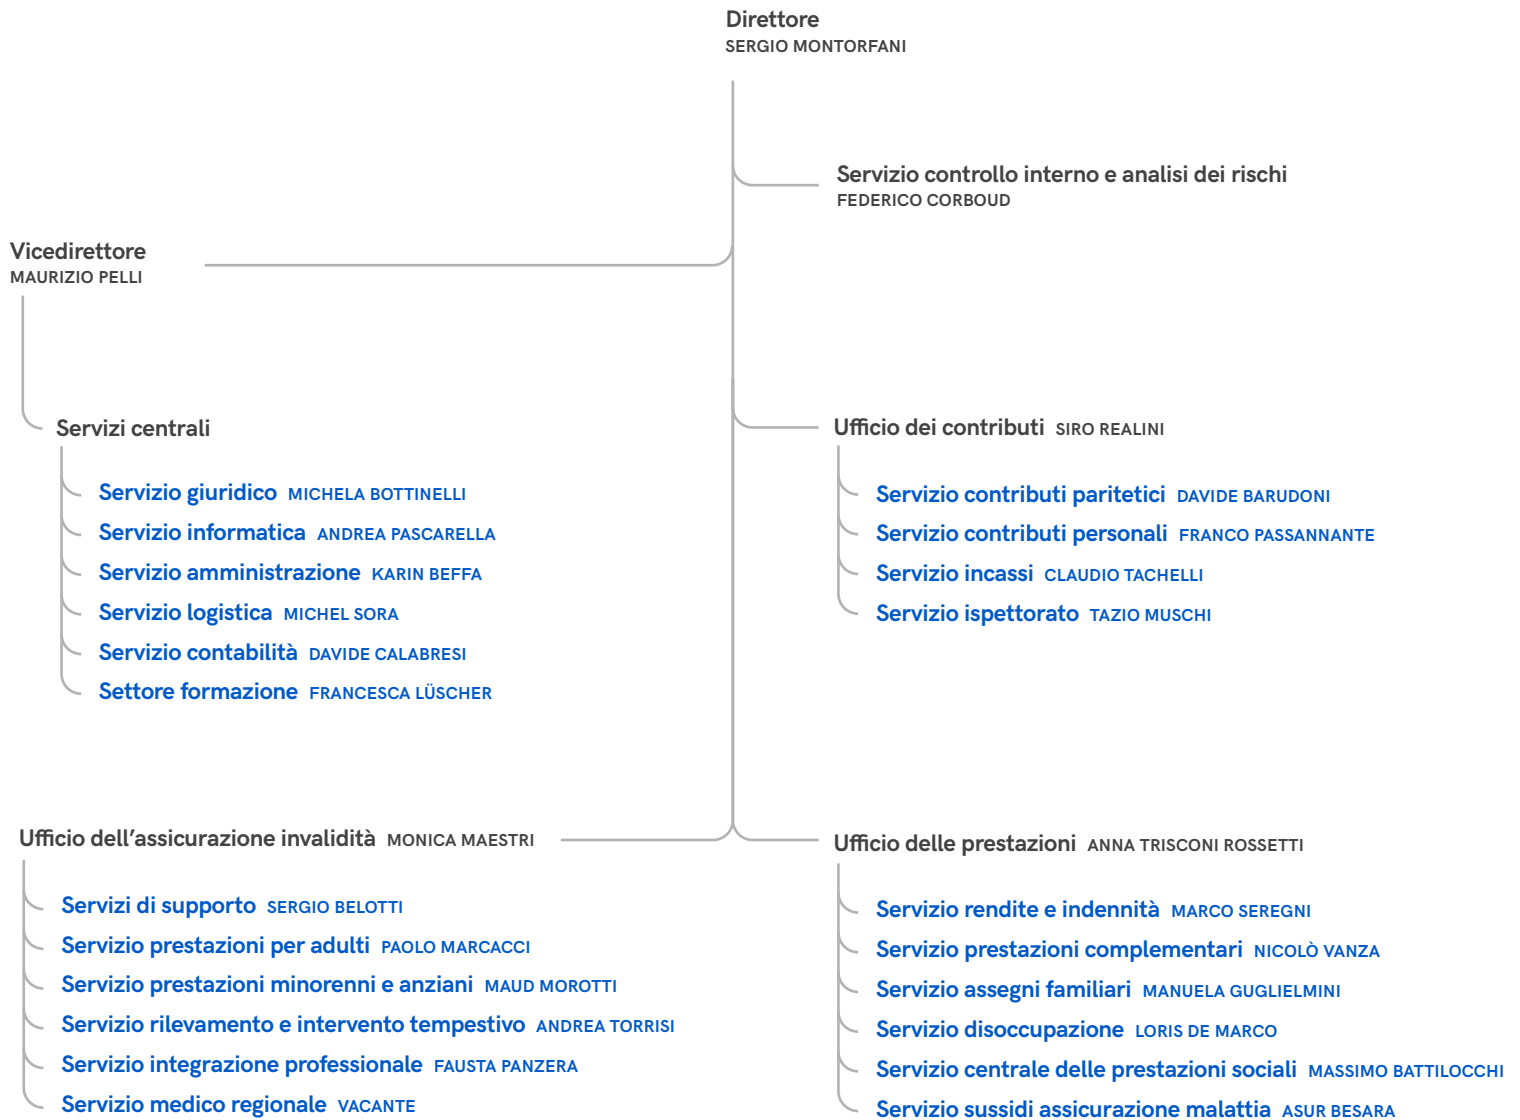 Direttore
SERGIO MONTORFANI
Servizio controllo interno e analisi dei rischi
FEDERICO CORBOUD
Vicedirettore
MAURIZIO PELLI
Servizi centrali
Servizio giuridico MICHELA BOTTINELLI
Servizio informatica ANDREA PASCARELLA
Servizio amministrazione KARIN BEFFA
Servizio logistica MICHEL SORA
Servizio contabilità DAVIDE CALABRESI
Settore formazione FRANCESCA LÜSCHER
Ufficio dei contributi SIRO REALINI
Servizio contributi paritetici DAVIDE BARUDONI
Servizio contributi personali FRANCO PASSANNANTE
Servizio incassi CLAUDIO TACHELLI
Servizio ispettorato TAZIO MUSCHI
Ufficio dell’assicurazione invalidità MONICA MAESTRI
Servizi di supporto SERGIO BELOTTI
Servizio prestazioni per adulti PAOLO MARCACCI
Servizio prestazioni minorenni e anziani MAUD MOROTTI
Servizio rilevamento e intervento tempestivo ANDREA TORRISI
Servizio integrazione professionale FAUSTA PANZERA
Servizio medico regionale VACANTE
Ufficio delle prestazioni ANNA TRISCONI ROSSETTI
Servizio rendite e indennità MARCO SEREGNI
Servizio prestazioni complementari NICOLÒ VANZA
Servizio assegni familiari MANUELA GUGLIELMINI
Servizio disoccupazione LORIS DE MARCO
Servizio centrale delle prestazioni sociali MASSIMO BATTILOCCHI
Servizio sussidi assicurazione malattia ASUR BESARA